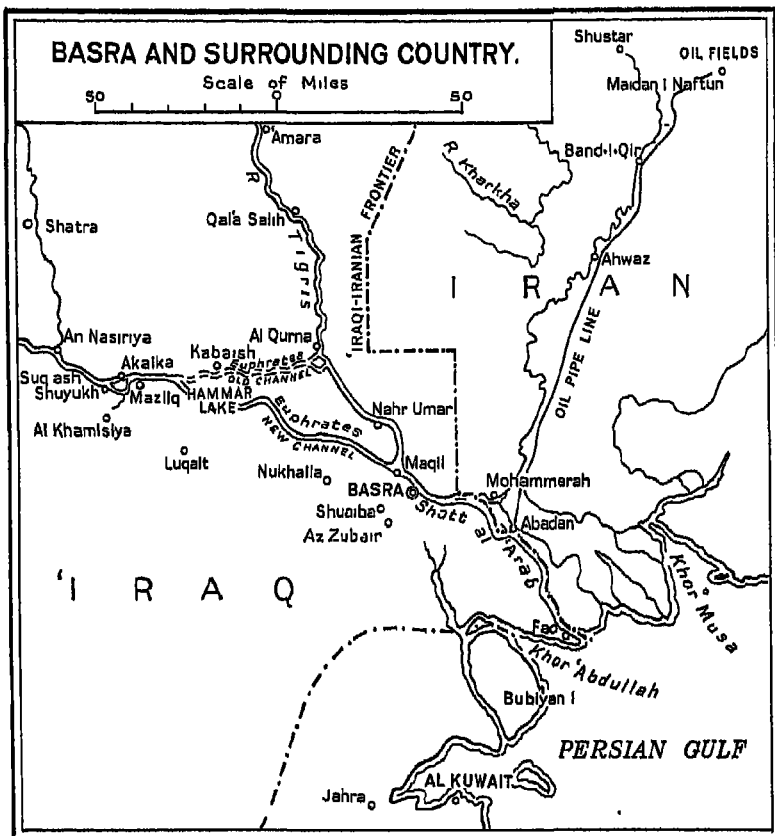 BASRA AND SURROUNDING COUNTRY.
Scale of Miles
50 0 50
Shustar
OIL FIELDS
Maidan i Naftun
'Amara
Band-i-Qir
R Kharkha
'IRAQI-IRANIAN FRONTIER
Qal'a Salih
Shatra
R Tigris
Ahwaz
IRAN
OIL PIPE LINE
An Nasiriya
Al Qurna
Akaika
Kabaish
Euphrates
OLD CHANNEL
Suq ash
Shuyukh
Mazliq
HAMMAR
LAKE
Euphrates
NEW CHANNEL
Nahr Umar
Al Khamisiya
Luqait
Nukhaila
Maqil
BASRA
Mohammerah
Shuaiba
Az Zubair
Shatt al 'Arab
Abadan
'IRAQ
Khor Musa
Fao
Khor 'Abdullah
Bubiyan I
PERSIAN GULF
AL KUWAIT
Jahra